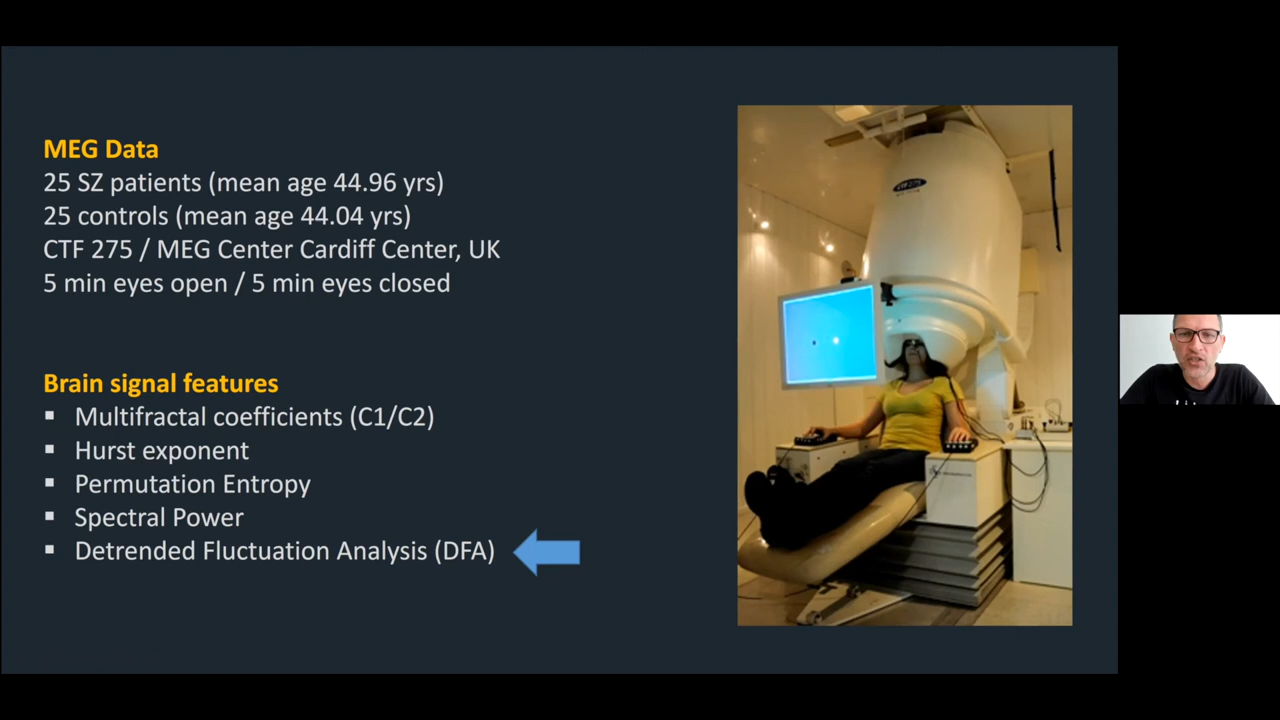 MEG Data
25 SZ patients (mean age 44.96 yrs)
25 controls (mean age 44.04 yrs)
CTF 275 / MEG Center Cardiff Center, UK
5 min eyes open / 5 min eyes closed
Brain signal features
▪ Multifractal coefficients (C1/C2)
▪ Hurst exponent
▪ Permutation Entropy
▪ Spectral Power
▪ Detrended Fluctuation Analysis (DFA)
CTF 275